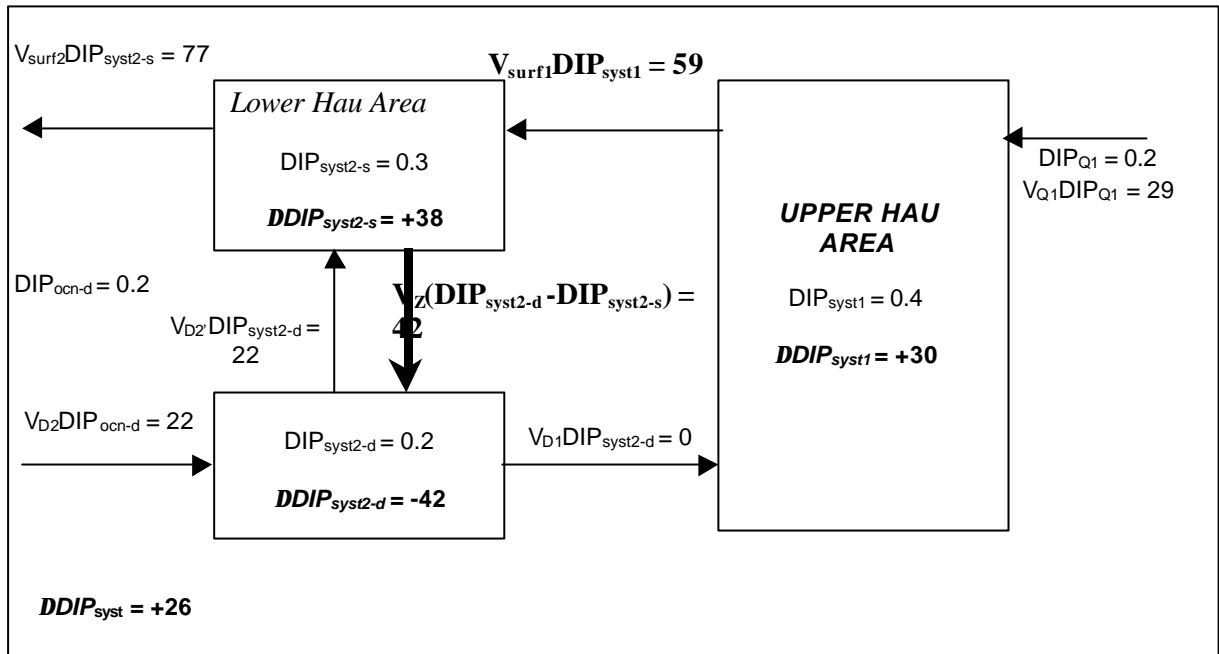 V_surf2DIP_syst2-s = 77
V_surf1DIP_syst1 = 59
Lower Hau Area
DIP_syst2-s = 0.3
DDIP_syst2-s = +38
DIP_Q1 = 0.2
V_Q1DIP_Q1 = 29
UPPER HAU
AREA
DIP_syst1 = 0.4
DDIP_syst1 = +30
DIP_ocn-d = 0.2
V_Z(DIP_syst2-d -DIP_syst2-s) =
42
V_D2'DIP_syst2-d =
22
V_D2DIP_ocn-d = 22
DIP_syst2-d = 0.2
DDIP_syst2-d = -42
V_D1DIP_syst2-d = 0
DDIP_syst = +26